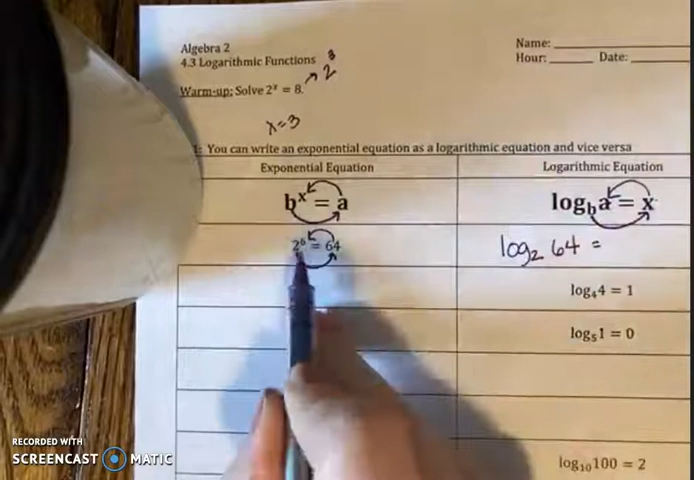 Algebra 2
Name:
4.3 Logarithmic Functions
Hour: Date:
Warm-up: Solve 2ˣ = 8. 2³
x = 3
1: You can write an exponential equation as a logarithmic equation and vice versa
Exponential Equation
Logarithmic Equation
bˣ = a
log_b a = x
2⁶ = 64
log₂ 64 =
log₄4 = 1
log₅1 = 0
log₁₀100 = 2
RECORDED WITH
SCREENCAST MATIC